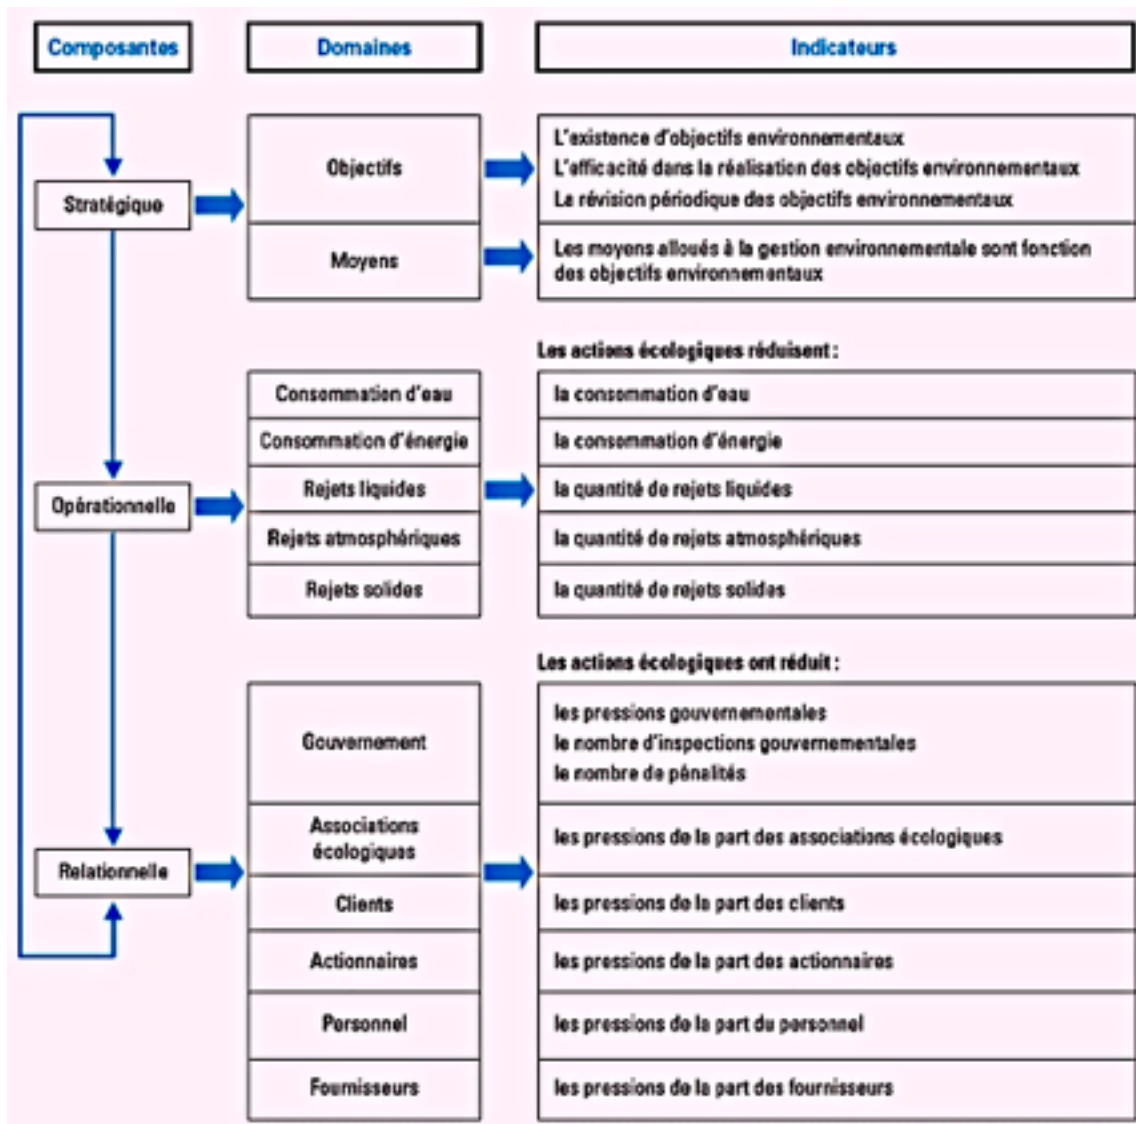 Composantes
Domaines
Indicateurs
Stratégique
Objectifs
L'existence d'objectifs environnementaux
L'efficacité dans la réalisation des objectifs environnementaux
La révision périodique des objectifs environnementaux
Moyens
Les moyens alloués à la gestion environnementale sont fonction
des objectifs environnementaux
Les actions écologiques réduisent :
Opérationnelle
Consommation d'eau
la consommation d'eau
Consommation d'énergie
la consommation d'énergie
Rejets liquides
la quantité de rejets liquides
Rejets atmosphériques
la quantité de rejets atmosphériques
Rejets solides
la quantité de rejets solides
Les actions écologiques ont réduit :
Relationnelle
Gouvernement
les pressions gouvernementales
le nombre d'inspections gouvernementales
le nombre de pénalités
Associations
écologiques
les pressions de la part des associations écologiques
Clients
les pressions de la part des clients
Actionnaires
les pressions de la part des actionnaires
Personnel
les pressions de la part du personnel
Fournisseurs
les pressions de la part des fournisseurs